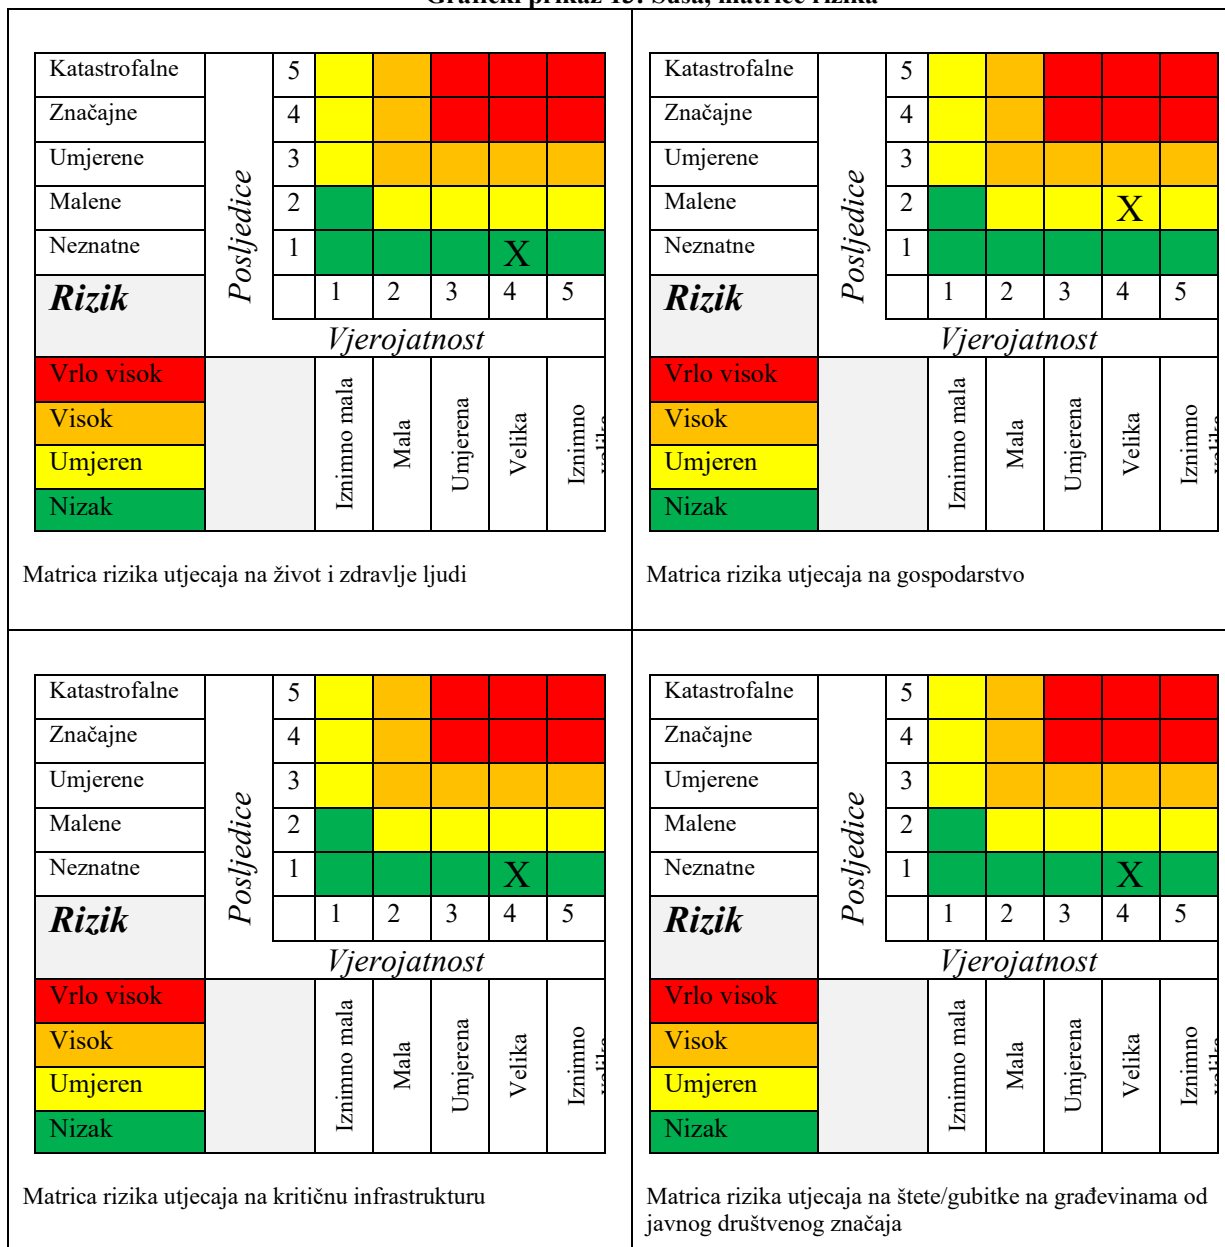 Grafički prikaz 13: Suša, matrice rizika
Katastrofalne 5
Značajne 4
Umjerene 3
Malene 2
Neznatne 1 X
Posljedice
Rizik 1 2 3 4 5
Vjerojatnost
Vrlo visok
Visok
Umjeren
Nizak
Iznimno mala
Mala
Umjerena
Velika
Iznimno
Matrica rizika utjecaja na život i zdravlje ljudi
Katastrofalne 5
Značajne 4
Umjerene 3
Malene 2 X
Neznatne 1
Posljedice
Rizik 1 2 3 4 5
Vjerojatnost
Vrlo visok
Visok
Umjeren
Nizak
Iznimno mala
Mala
Umjerena
Velika
Iznimno
Matrica rizika utjecaja na gospodarstvo
Katastrofalne 5
Značajne 4
Umjerene 3
Malene 2
Neznatne 1 X
Posljedice
Rizik 1 2 3 4 5
Vjerojatnost
Vrlo visok
Visok
Umjeren
Nizak
Iznimno mala
Mala
Umjerena
Velika
Iznimno
Matrica rizika utjecaja na kritičnu infrastrukturu
Katastrofalne 5
Značajne 4
Umjerene 3
Malene 2
Neznatne 1 X
Posljedice
Rizik 1 2 3 4 5
Vjerojatnost
Vrlo visok
Visok
Umjeren
Nizak
Iznimno mala
Mala
Umjerena
Velika
Iznimno
Matrica rizika utjecaja na štete/gubitke na građevinama od
javnog društvenog značaja